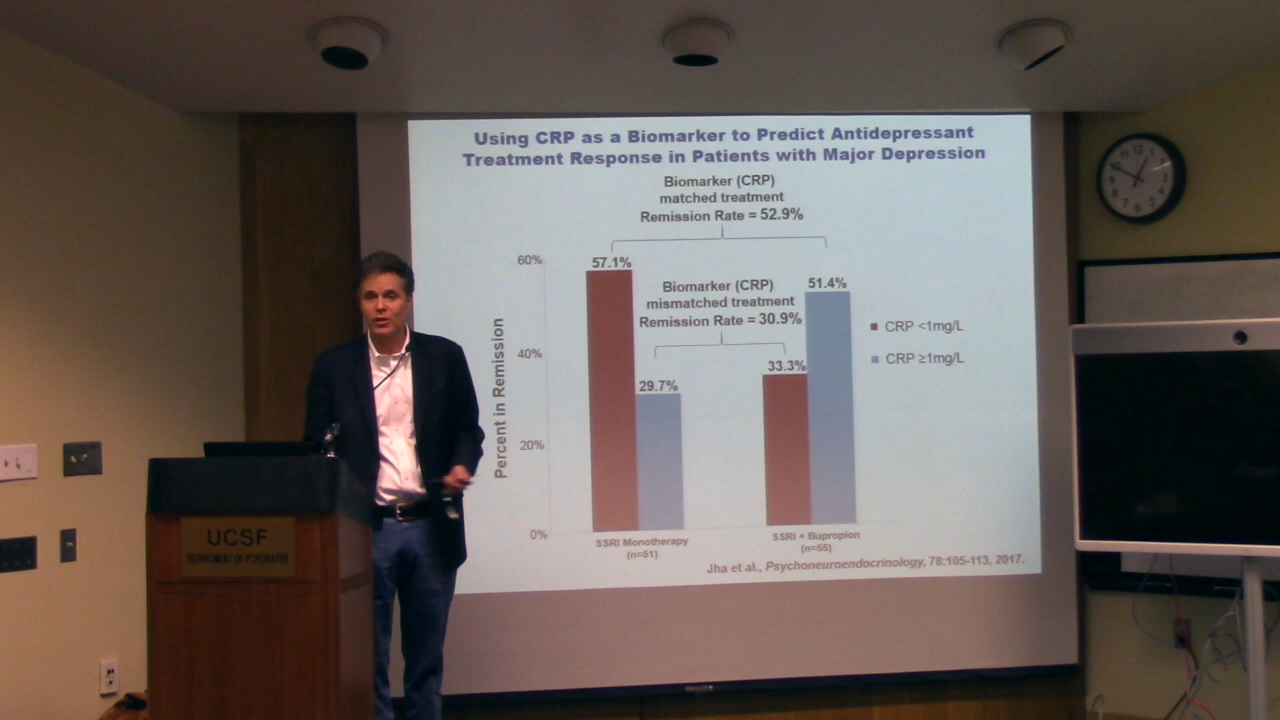 Using CRP as a Biomarker to Predict Antidepressant
Treatment Response in Patients with Major Depression
Biomarker (CRP)
matched treatment
Remission Rate = 52.9%
60%
57.1%
Biomarker (CRP)
mismatched treatment
Remission Rate = 30.9%
51.4%
CRP <1mg/L
CRP ≥1mg/L
40%
29.7%
33.3%
Percent in Remission
20%
0%
SSRI Monotherapy
(n=51)
SSRI + Bupropion
(n=55)
Jha et al., Psychoneuroendocrinology, 78:105-113, 2017.
UCSF
DEPARTMENT OF PSYCHIATRY